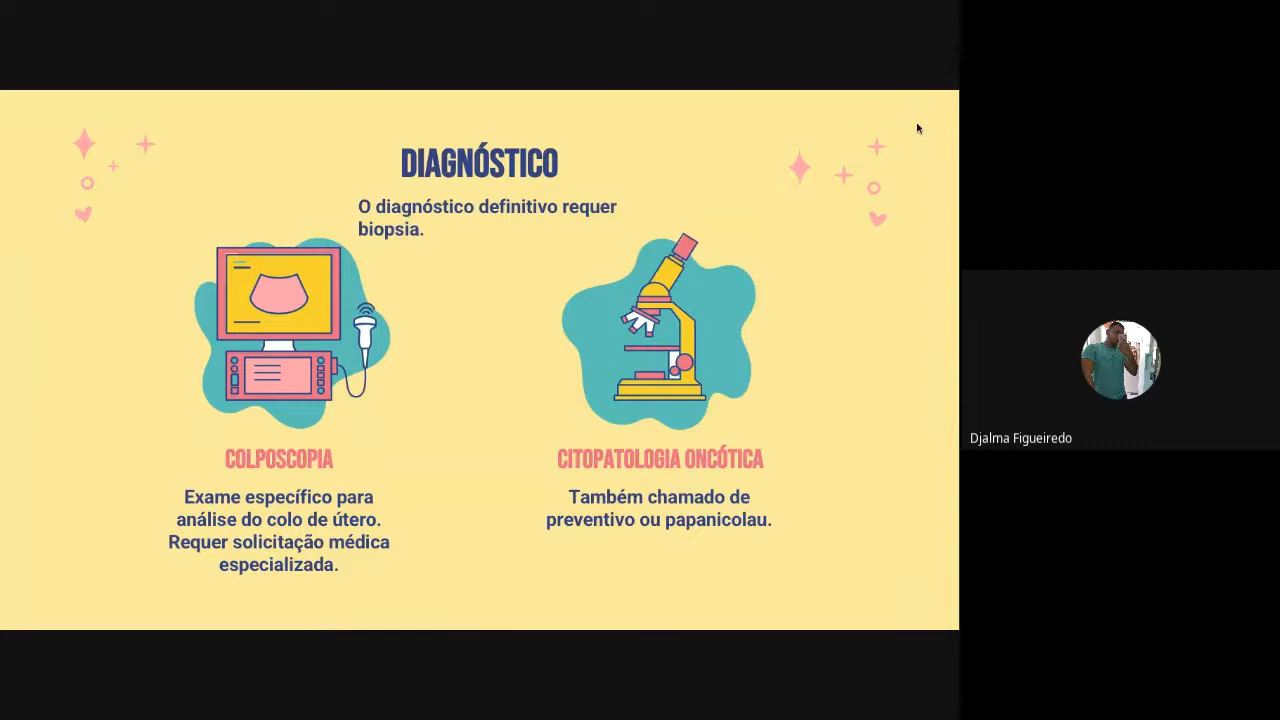 DIAGNÓSTICO
O diagnóstico definitivo requer
biopsia.
COLPOSCOPIA
Exame específico para
análise do colo de útero.
Requer solicitação médica
especializada.
CITOPATOLOGIA ONCÓTICA
Também chamado de
preventivo ou papanicolau.
Djalma Figueiredo